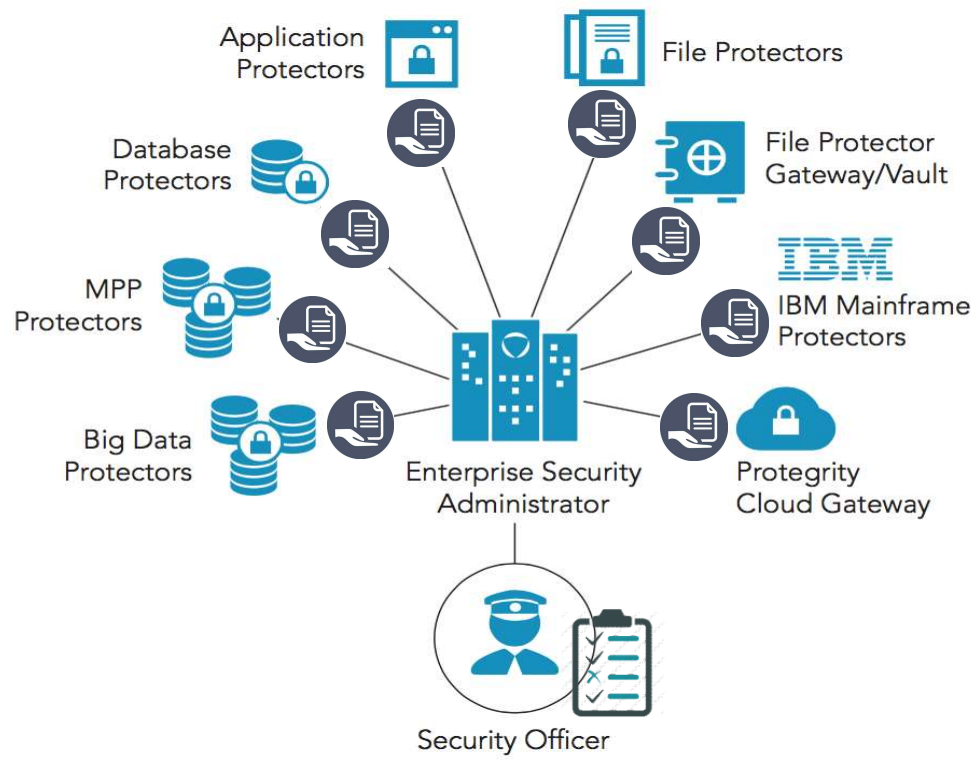 Application
Protectors
File Protectors
Database
Protectors
File Protector
Gateway/Vault
MPP
Protectors
IBM
IBM Mainframe
Protectors
Big Data
Protectors
Enterprise Security
Administrator
Protegrity
Cloud Gateway
Security Officer